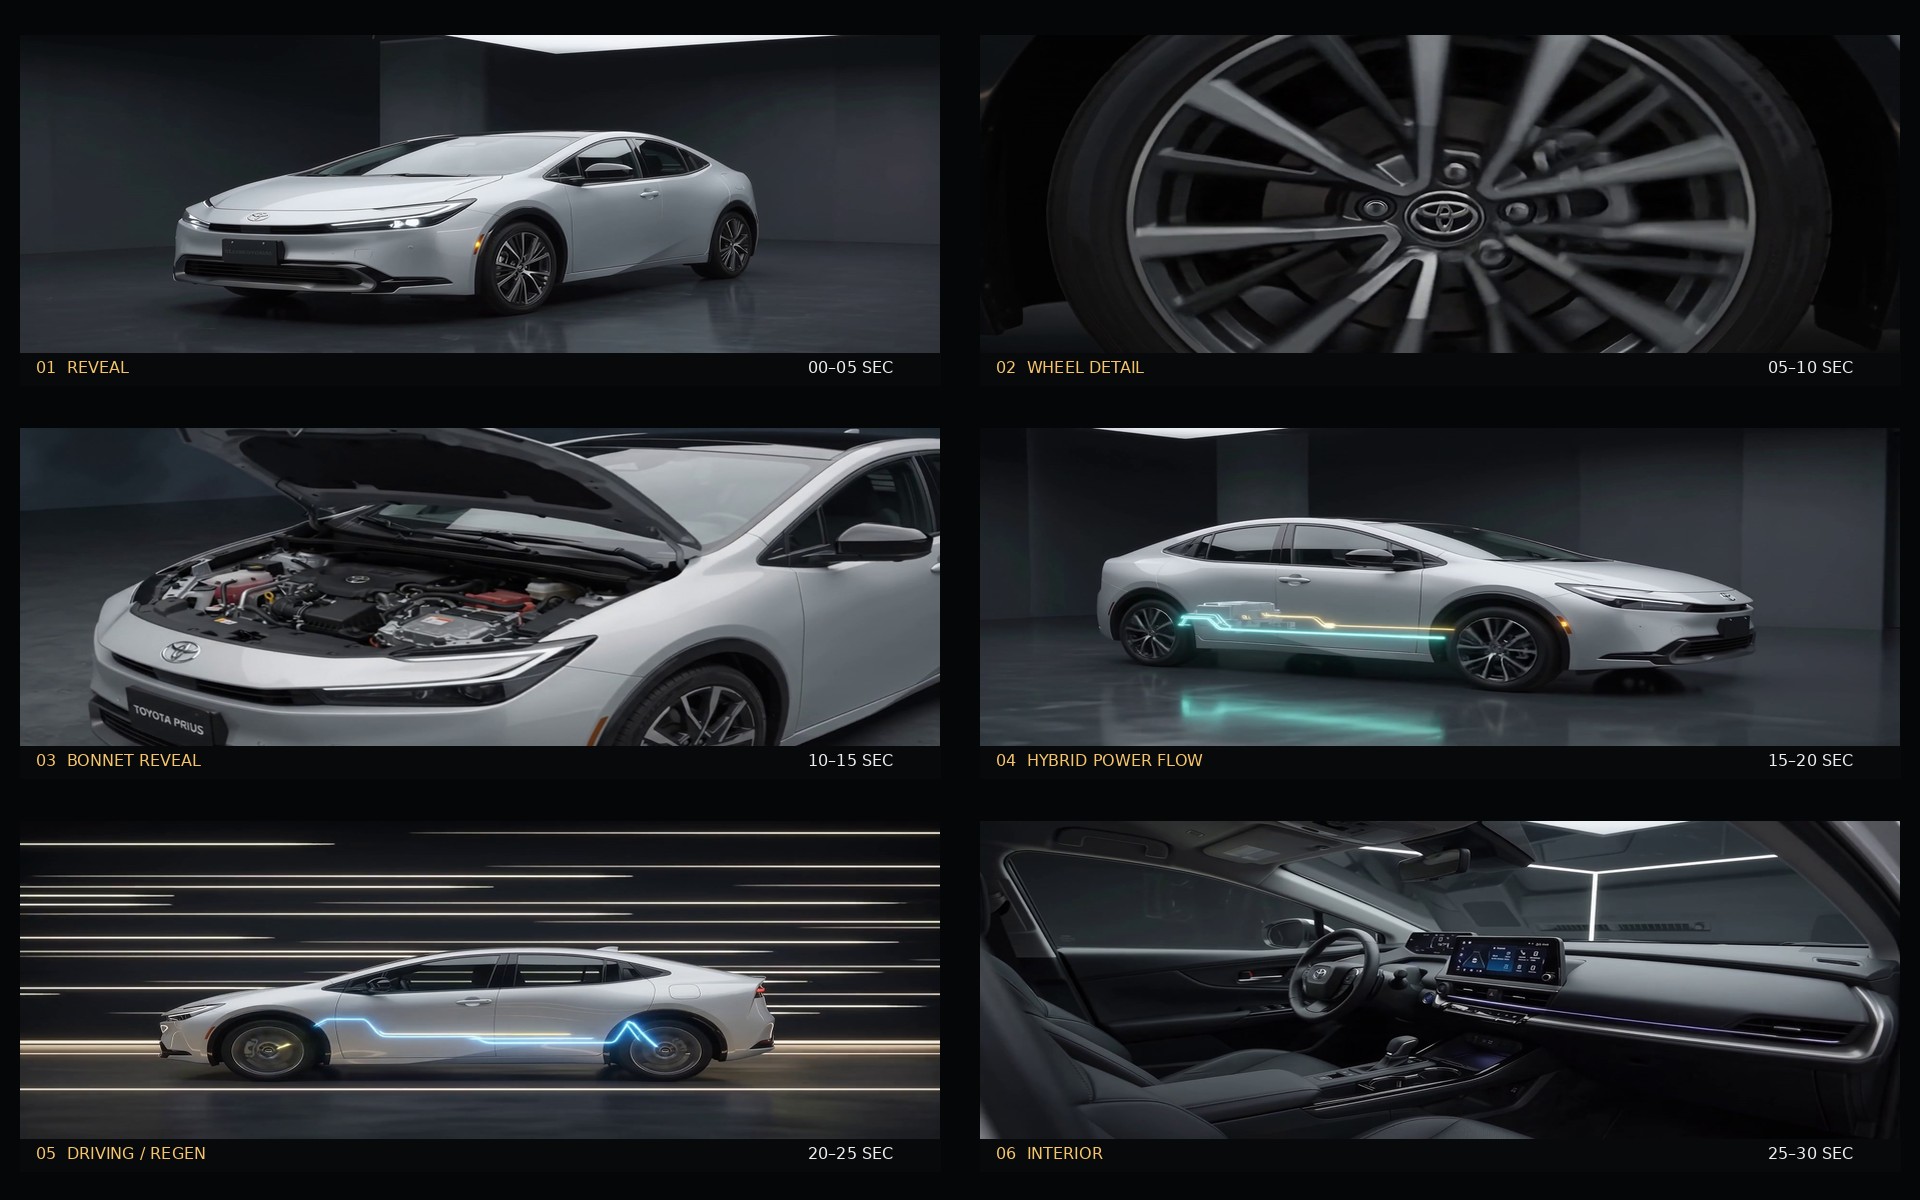 01 REVEAL
00–05 SEC
02 WHEEL DETAIL
05–10 SEC
TOYOTA PRIUS
03 BONNET REVEAL
10–15 SEC
04 HYBRID POWER FLOW
15–20 SEC
05 DRIVING / REGEN
20–25 SEC
06 INTERIOR
25–30 SEC